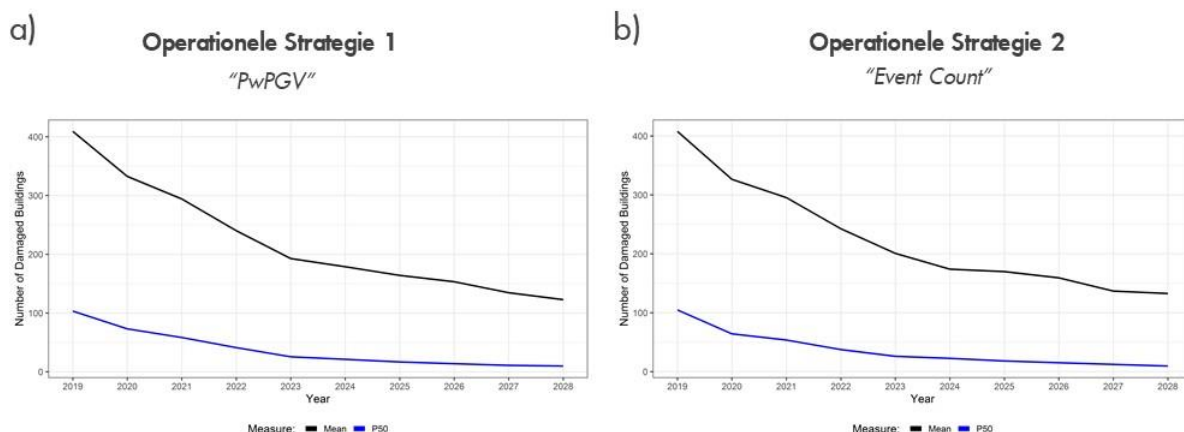 a)
Operationele Strategie 1
“PwPGV”
Number of Damaged Buildings
400
300
200
100
0
2019 2020 2021 2022 2023 2024 2025 2026 2027 2028
Year
Measure: Mean P50
b)
Operationele Strategie 2
“Event Count”
Number of Damaged Buildings
400
300
200
100
0
2019 2020 2021 2022 2023 2024 2025 2026 2027 2028
Year
Measure: Mean P50